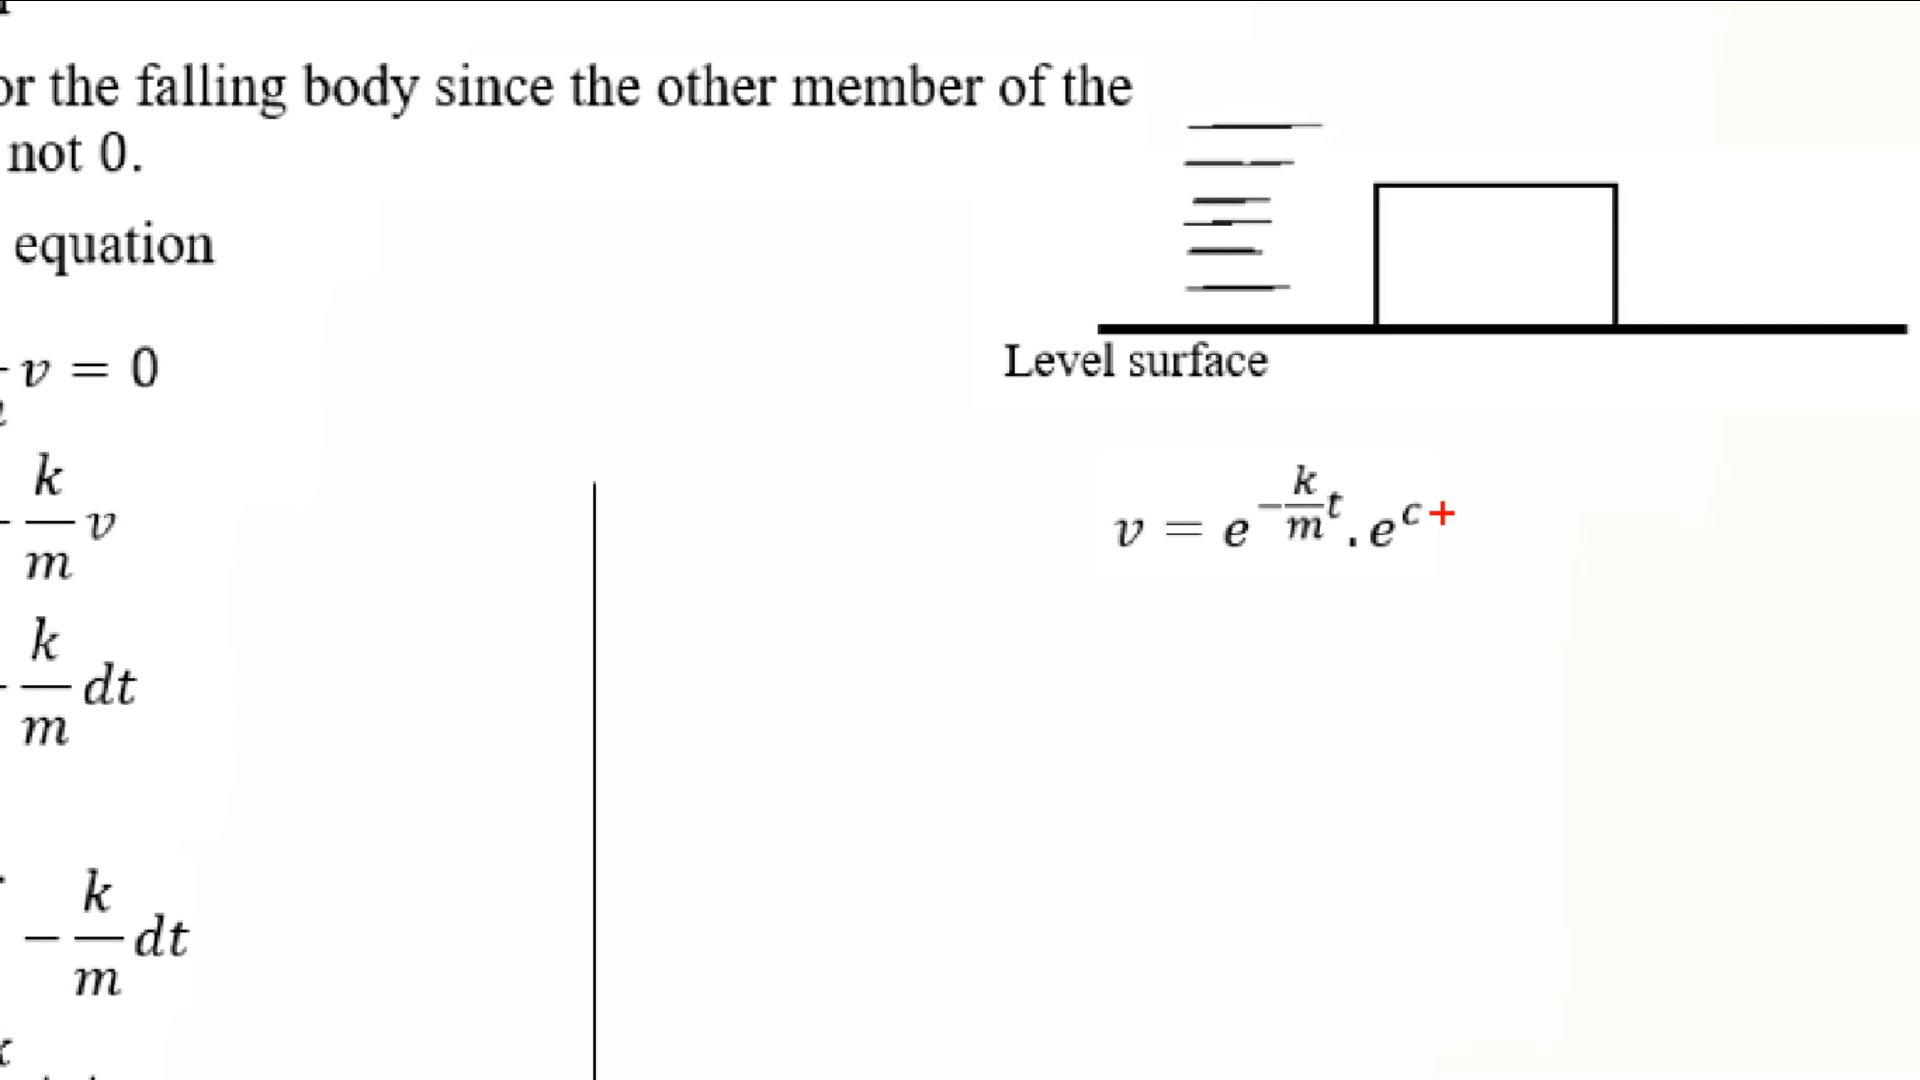 or the falling body since the other member of the
not 0.
equation
v = 0
k/m v
k/m dt
- k/m dt
Level surface
v = e^{-k/m t} . e^c +